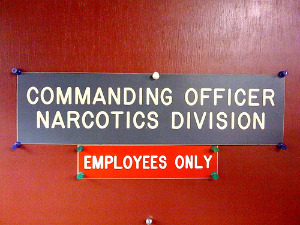 COMMANDING OFFICER
NARCOTICS DIVISION
EMPLOYEES ONLY